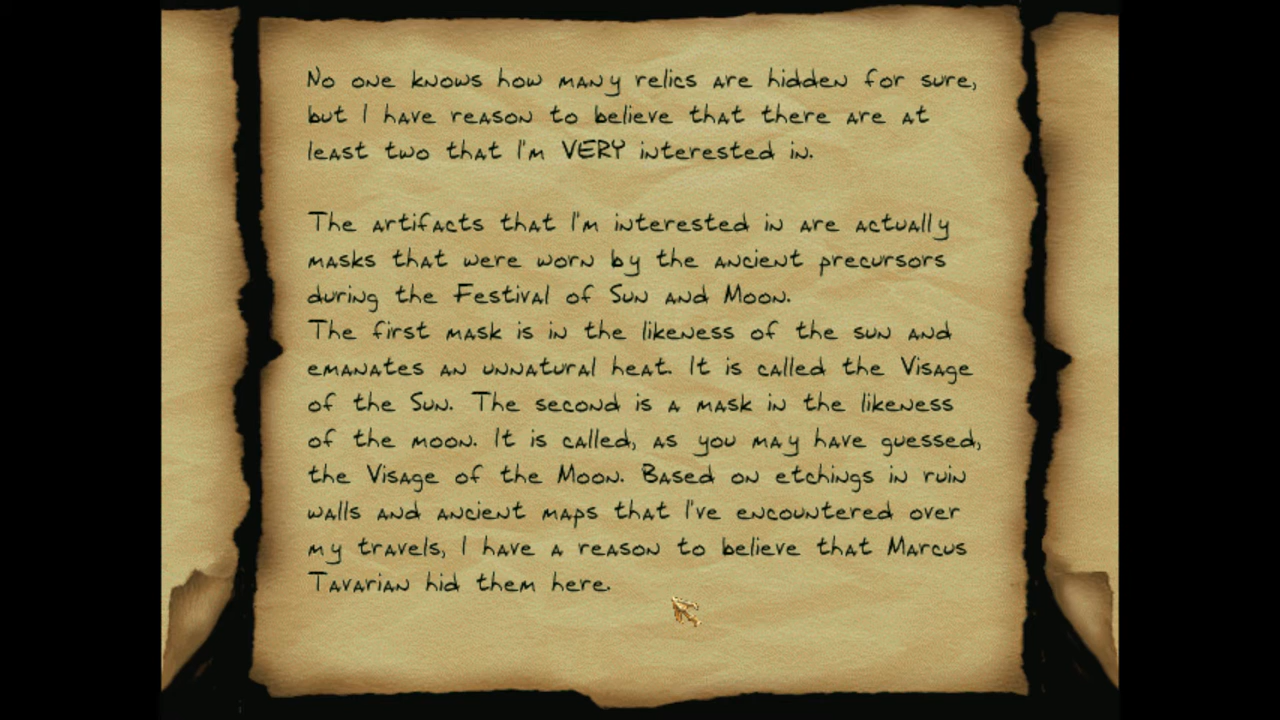 No one knows how many relics are hidden for sure,
but I have reason to believe that there are at
least two that I'm VERY interested in.
The artifacts that I'm interested in are actually
masks that were worn by the ancient precursors
during the Festival of Sun and Moon.
The first mask is in the likeness of the sun and
emanates an unnatural heat. It is called the Visage
of the Sun. The second is a mask in the likeness
of the moon. It is called, as you may have guessed,
the Visage of the Moon. Based on etchings in ruin
walls and ancient maps that I've encountered over
my travels, I have a reason to believe that Marcus
Tavarian hid them here.